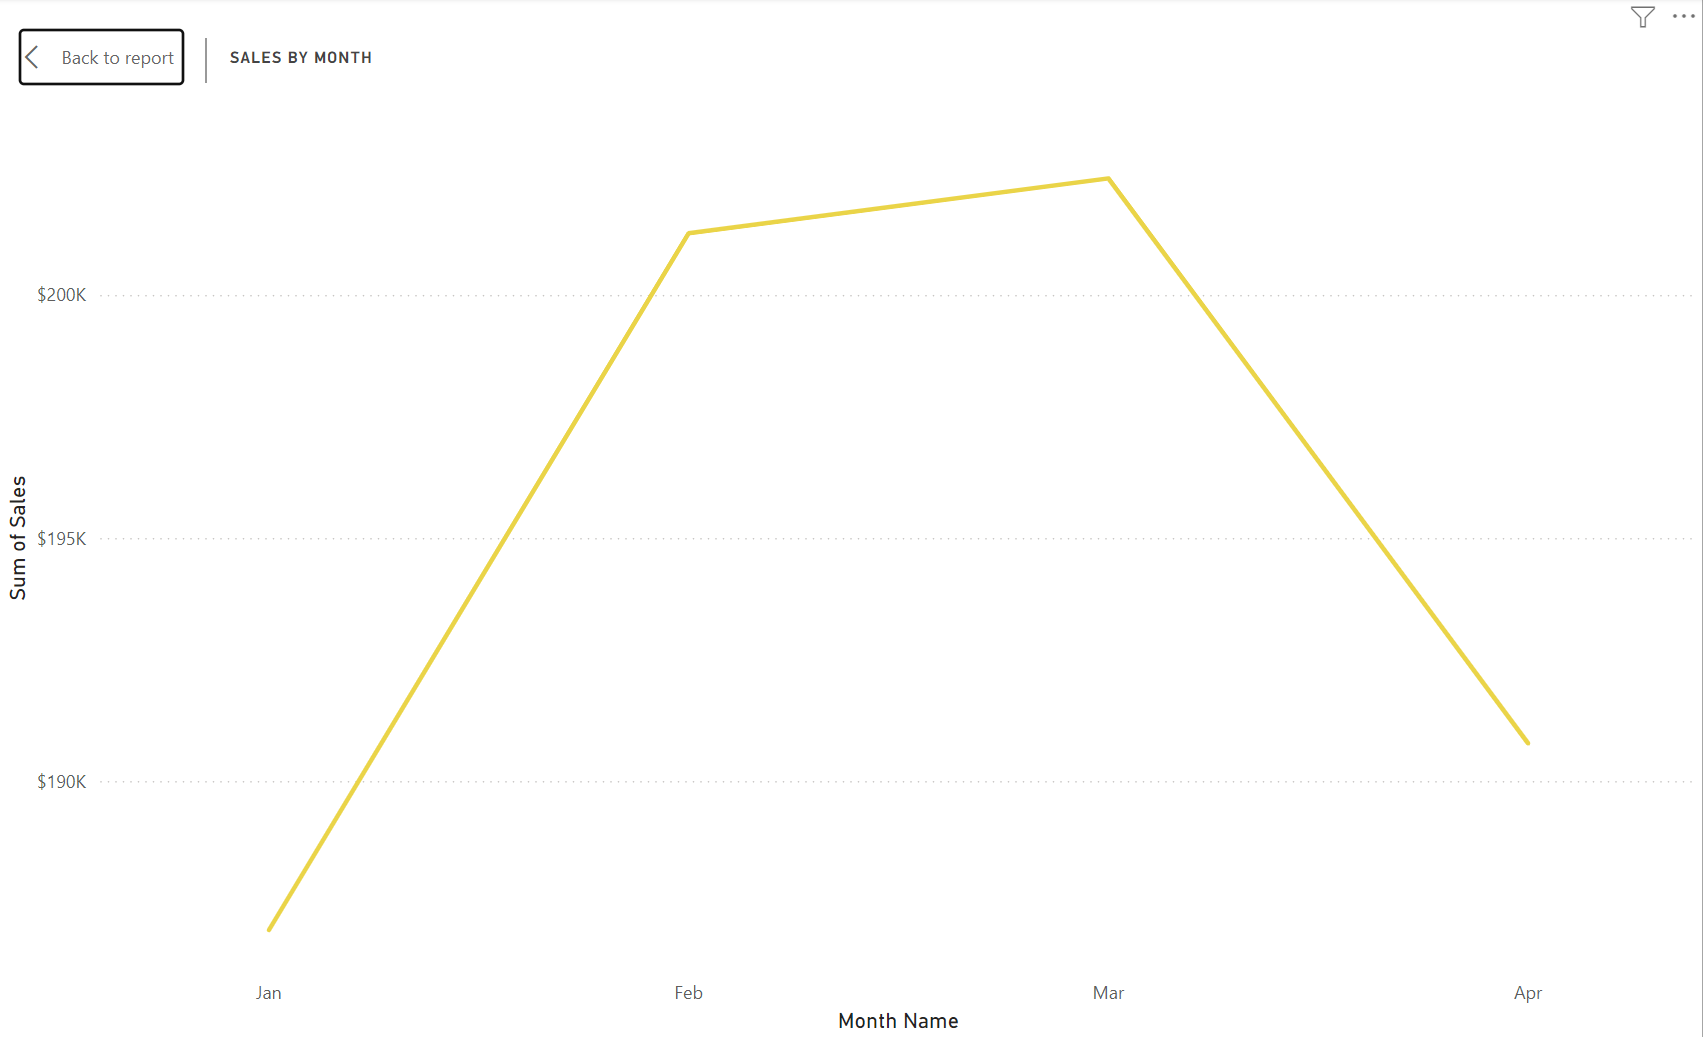 Back to report
SALES BY MONTH
$200K
$195K
$190K
Sum of Sales
Jan
Feb
Mar
Apr
Month Name